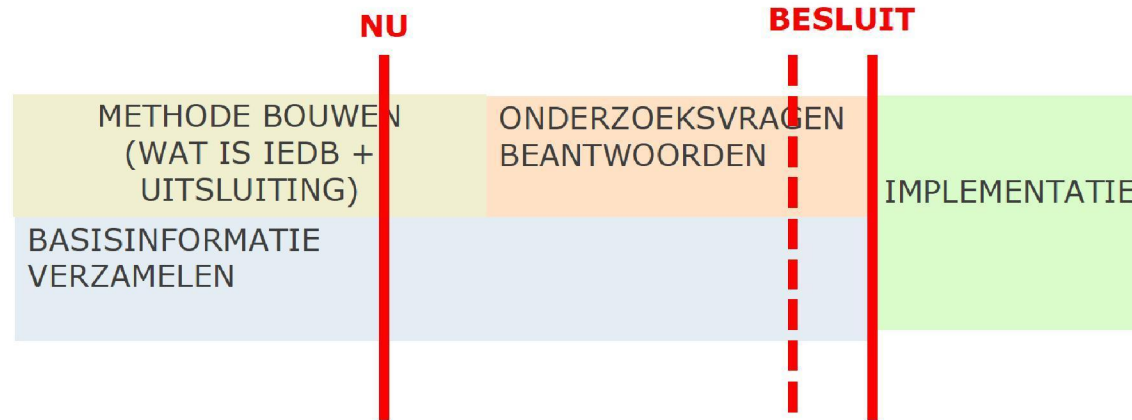 NU
BESLUIT
METHODE BOUWEN
(WAT IS IEDB +
UITSLUITING)
ONDERZOEKSVRAGEN
BEANTWOORDEN
IMPLEMENTATIE
BASISINFORMATIE
VERZAMELEN